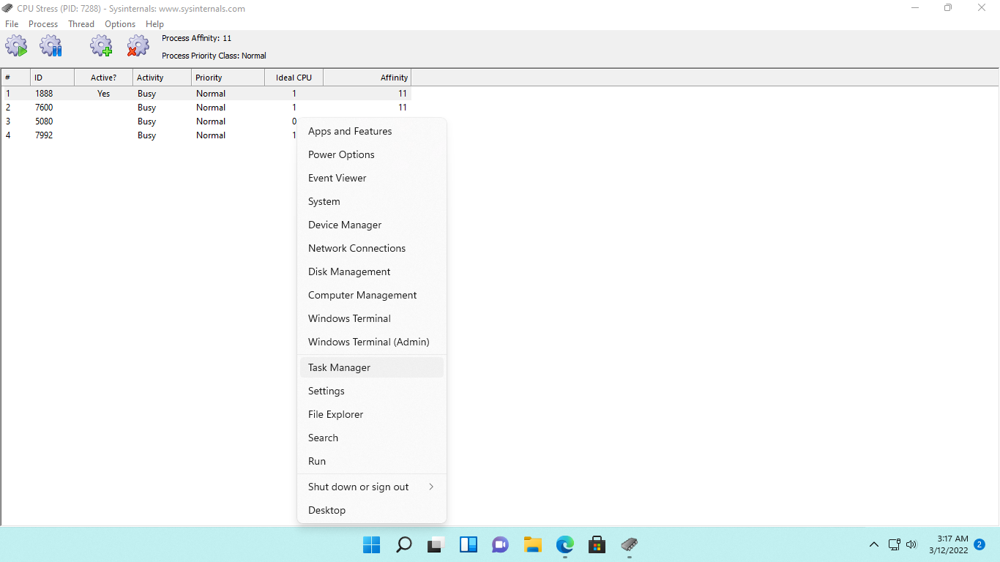 CPU Stress (PID: 7288) - Sysinternals: www.sysinternals.com
File Process Thread Options Help
Process Affinity: 11
Process Priority Class: Normal
# ID Active? Activity Priority Ideal CPU Affinity
1 1888 Yes Busy Normal 1 11
2 7600 Busy Normal 1 11
3 5080 Busy Normal 0
4 7992 Busy Normal 1
Apps and Features
Power Options
Event Viewer
System
Device Manager
Network Connections
Disk Management
Computer Management
Windows Terminal
Windows Terminal (Admin)
Task Manager
Settings
File Explorer
Search
Run
Shut down or sign out
Desktop
3:17 AM
3/12/2022
2